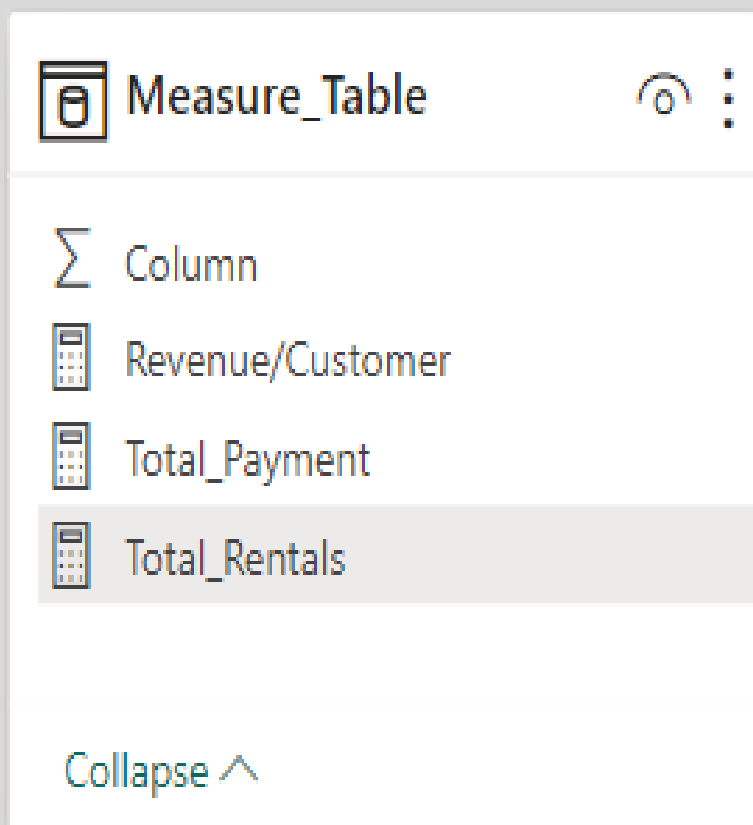 Measure_Table
Column
Revenue/Customer
Total_Payment
Total_Rentals
Collapse